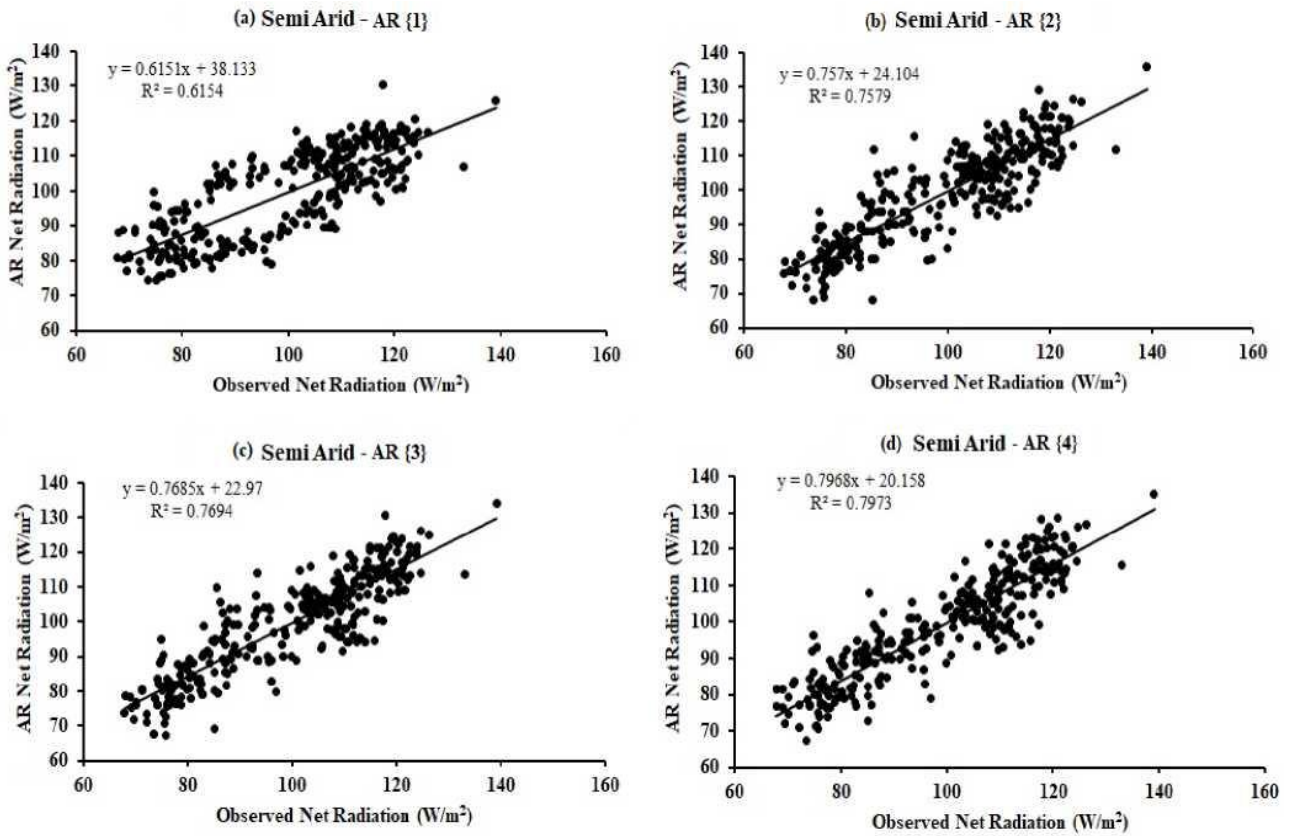 (a) Semi Arid - AR {1}
y = 0.6151x + 38.133
R² = 0.6154
AR Net Radiation (W/m²)
140
130
120
110
100
90
80
70
60
60 80 100 120 140 160
Observed Net Radiation (W/m²)
(b) Semi Arid - AR {2}
y = 0.757x + 24.104
R² = 0.7579
AR Net Radiation (W/m²)
140
130
120
110
100
90
80
70
60
60 80 100 120 140 160
Observed Net Radiation (W/m²)
(c) Semi Arid - AR {3}
y = 0.7685x + 22.97
R² = 0.7694
AR Net Radiation (W/m²)
140
130
120
110
100
90
80
70
60
60 80 100 120 140 160
Observed Net Radiation (W/m²)
(d) Semi Arid - AR {4}
y = 0.7968x + 20.158
R² = 0.7973
AR Net Radiation (W/m²)
140
130
120
110
100
90
80
70
60
60 80 100 120 140 160
Observed Net Radiation (W/m²)